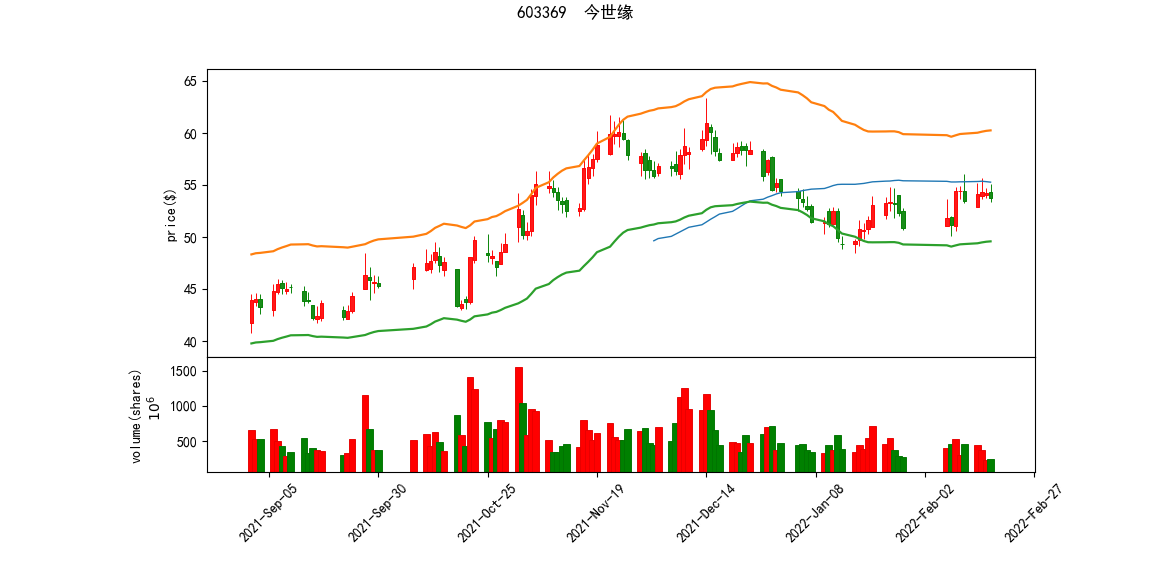 603369 今世缘
65
60
55
50
45
40
price($)
1500
1000
500
volume(shares)
10^6
2021-Sep-05
2021-Sep-30
2021-Oct-25
2021-Nov-19
2021-Dec-14
2022-Jan-08
2022-Feb-02
2022-Feb-27